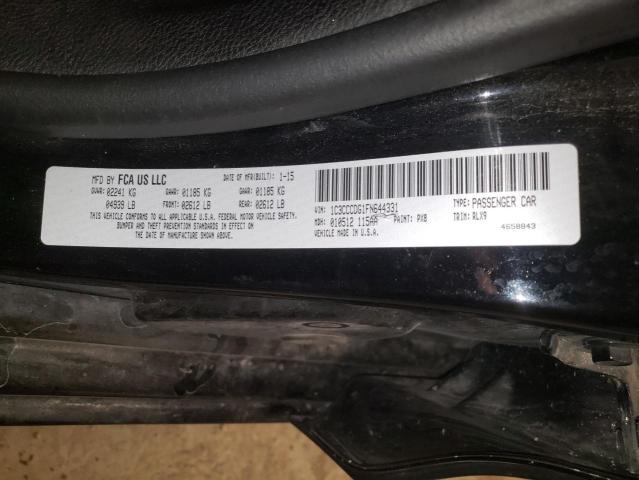 MFD BY FCA US LLC DATE OF MFR(BUILT): 1-15
GVWR: 02241 KG GAWR: 01185 KG GAWR: 01185 KG
04939 LB FRONT: 02612 LB REAR: 02612 LB
THIS VEHICLE CONFORMS TO ALL APPLICABLE U.S.A. FEDERAL MOTOR VEHICLE SAFETY,
BUMPER AND THEFT PREVENTION STANDARDS IN EFFECT ON
THE DATE OF MANUFACTURE SHOWN ABOVE.
VIN: 1C3CCCDG1FN644331 TYPE: PASSENGER CAR
MDH: 010512 115AA PAINT: PX8 TRIM: RLX9
VEHICLE MADE IN U.S.A. 4658843